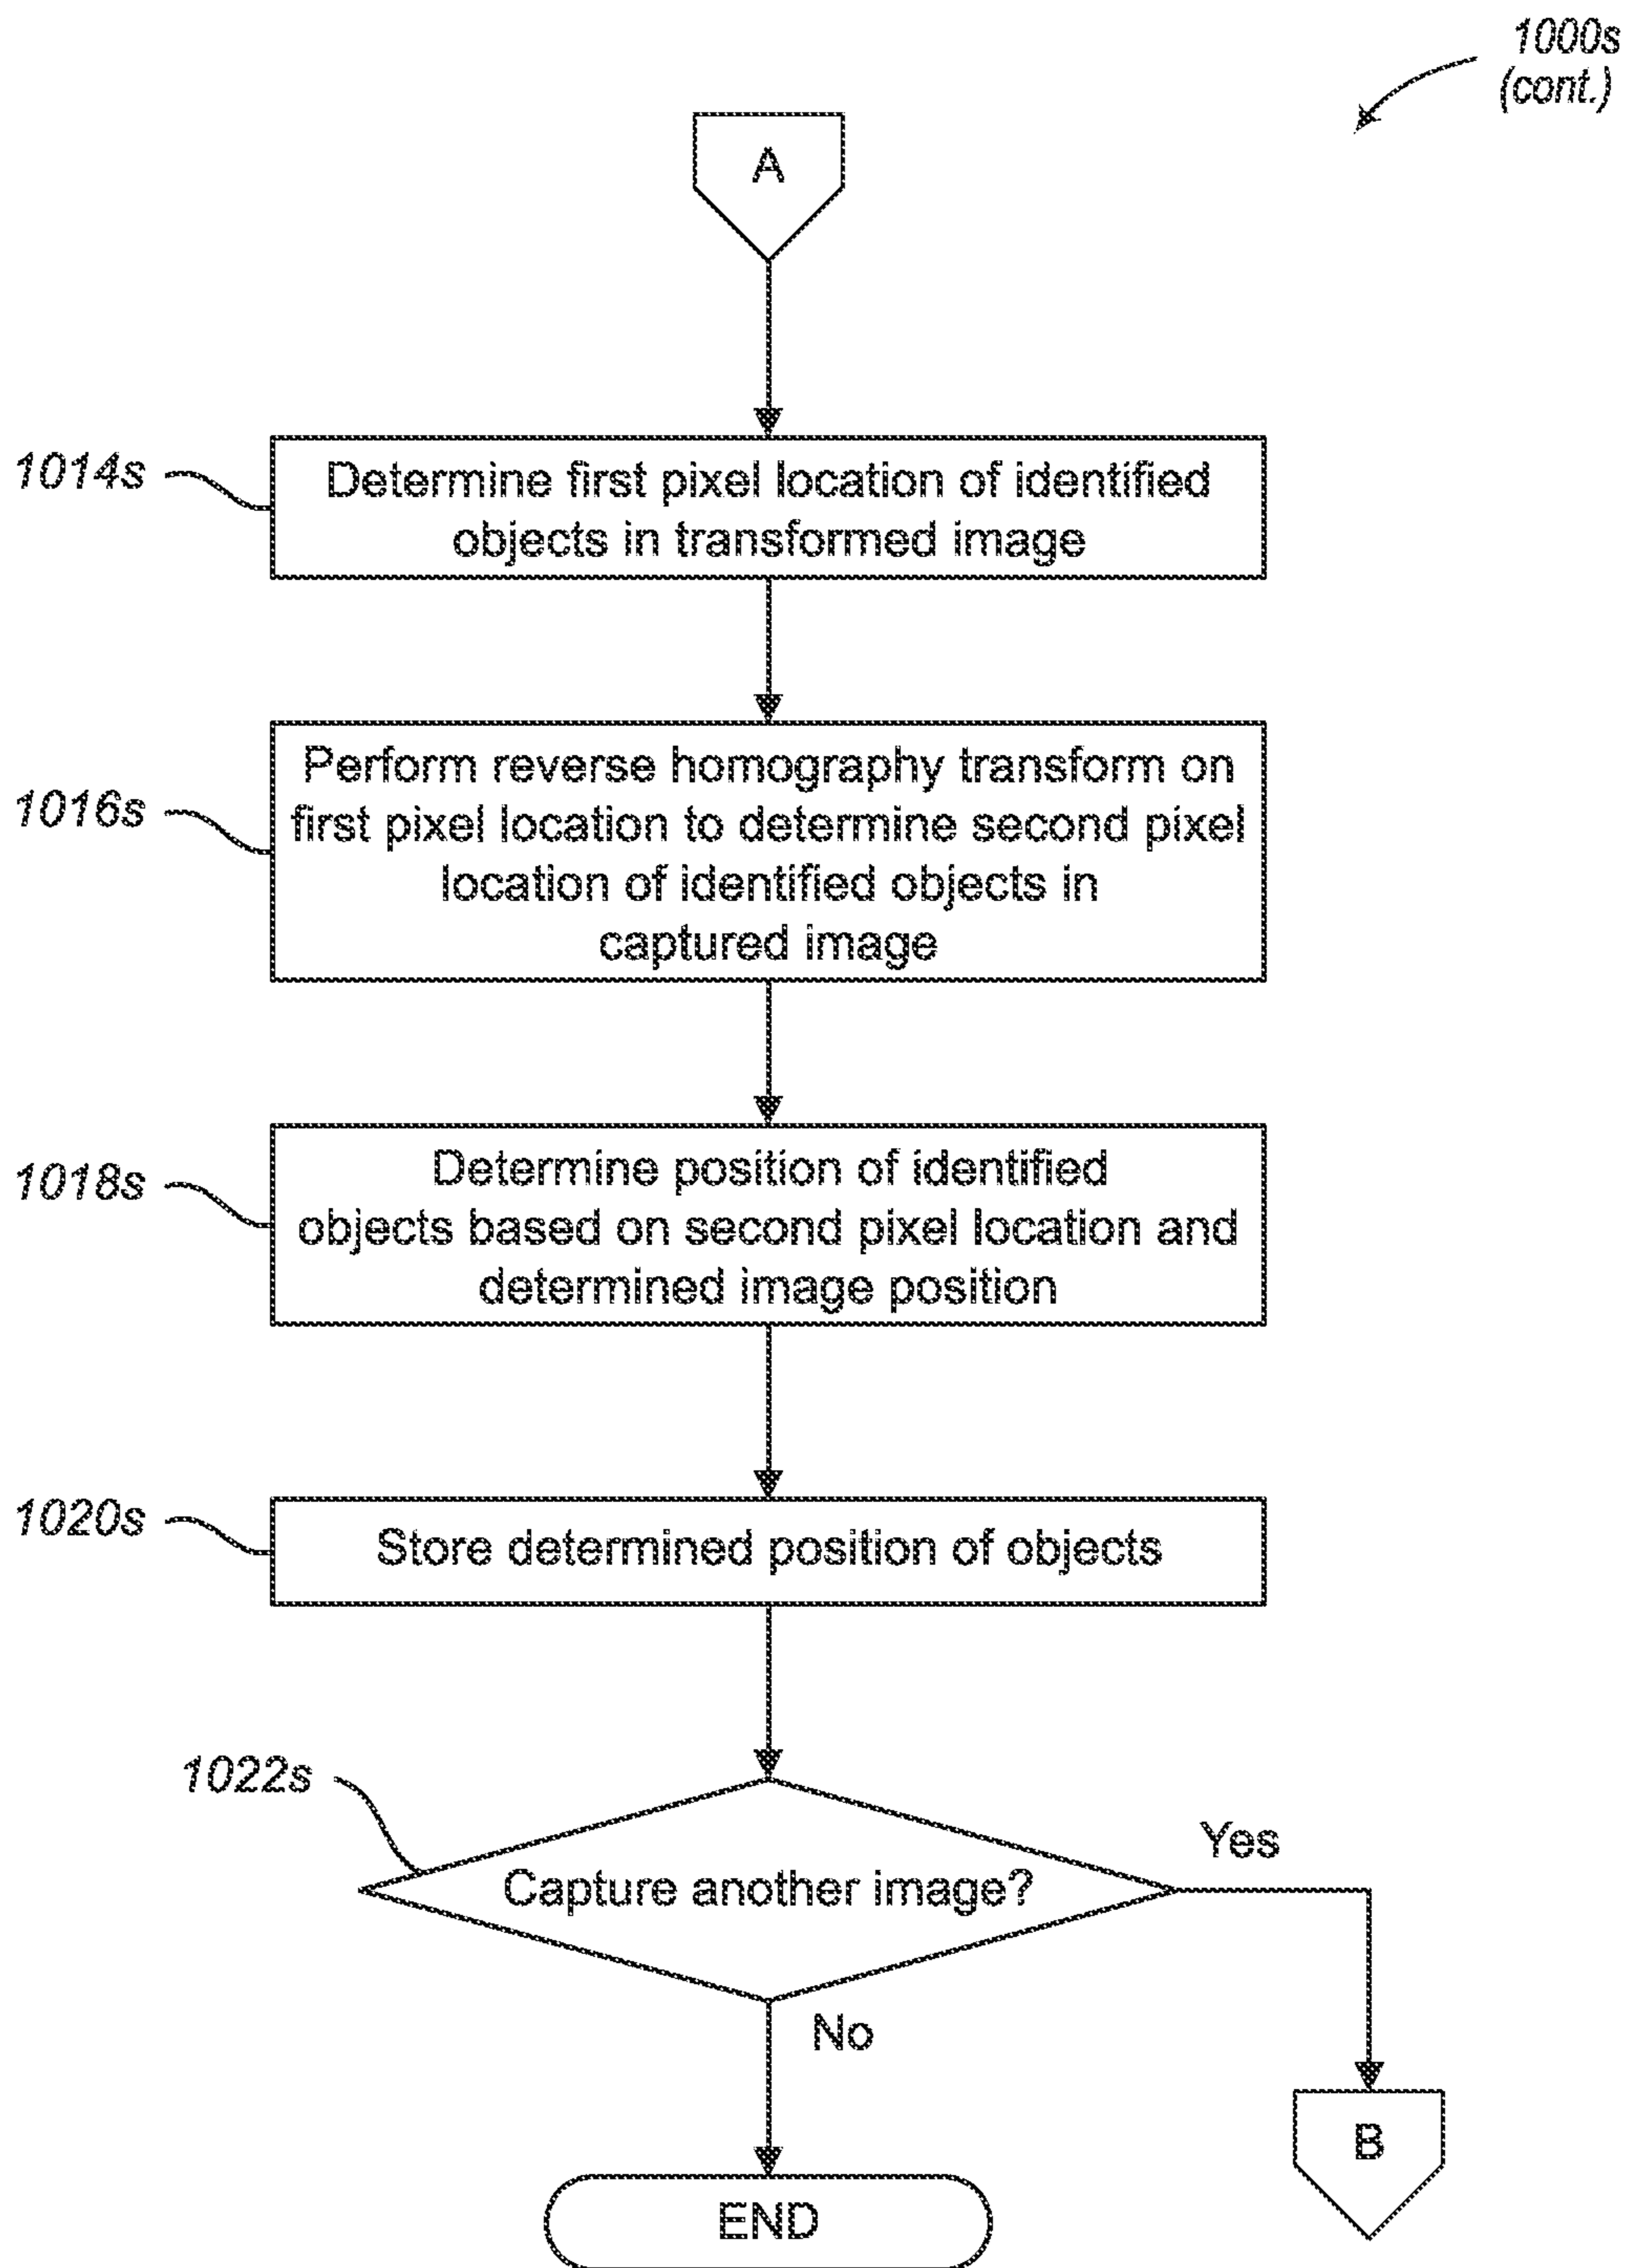 1000s
(cont.)
A
1014s
Determine first pixel location of identified
objects in transformed image
1016s
Perform reverse homography transform on
first pixel location to determine second pixel
location of identified objects in
captured image
1018s
Determine position of identified
objects based on second pixel location and
determined image position
1020s
Store determined position of objects
1022s
Capture another image?
Yes
No
B
END